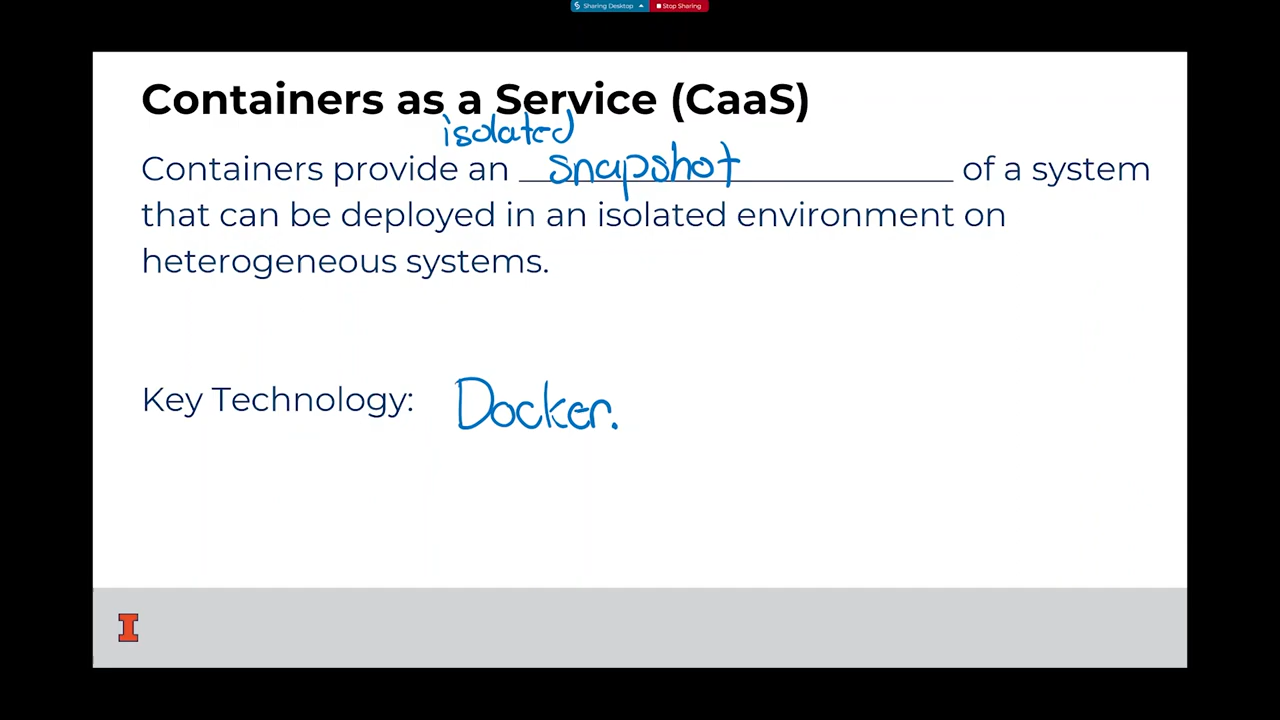 Sharing Desktop Stop Sharing
Containers as a Service (CaaS)
isolated
Containers provide an snapshot of a system
that can be deployed in an isolated environment on
heterogeneous systems.
Key Technology: Docker.
I